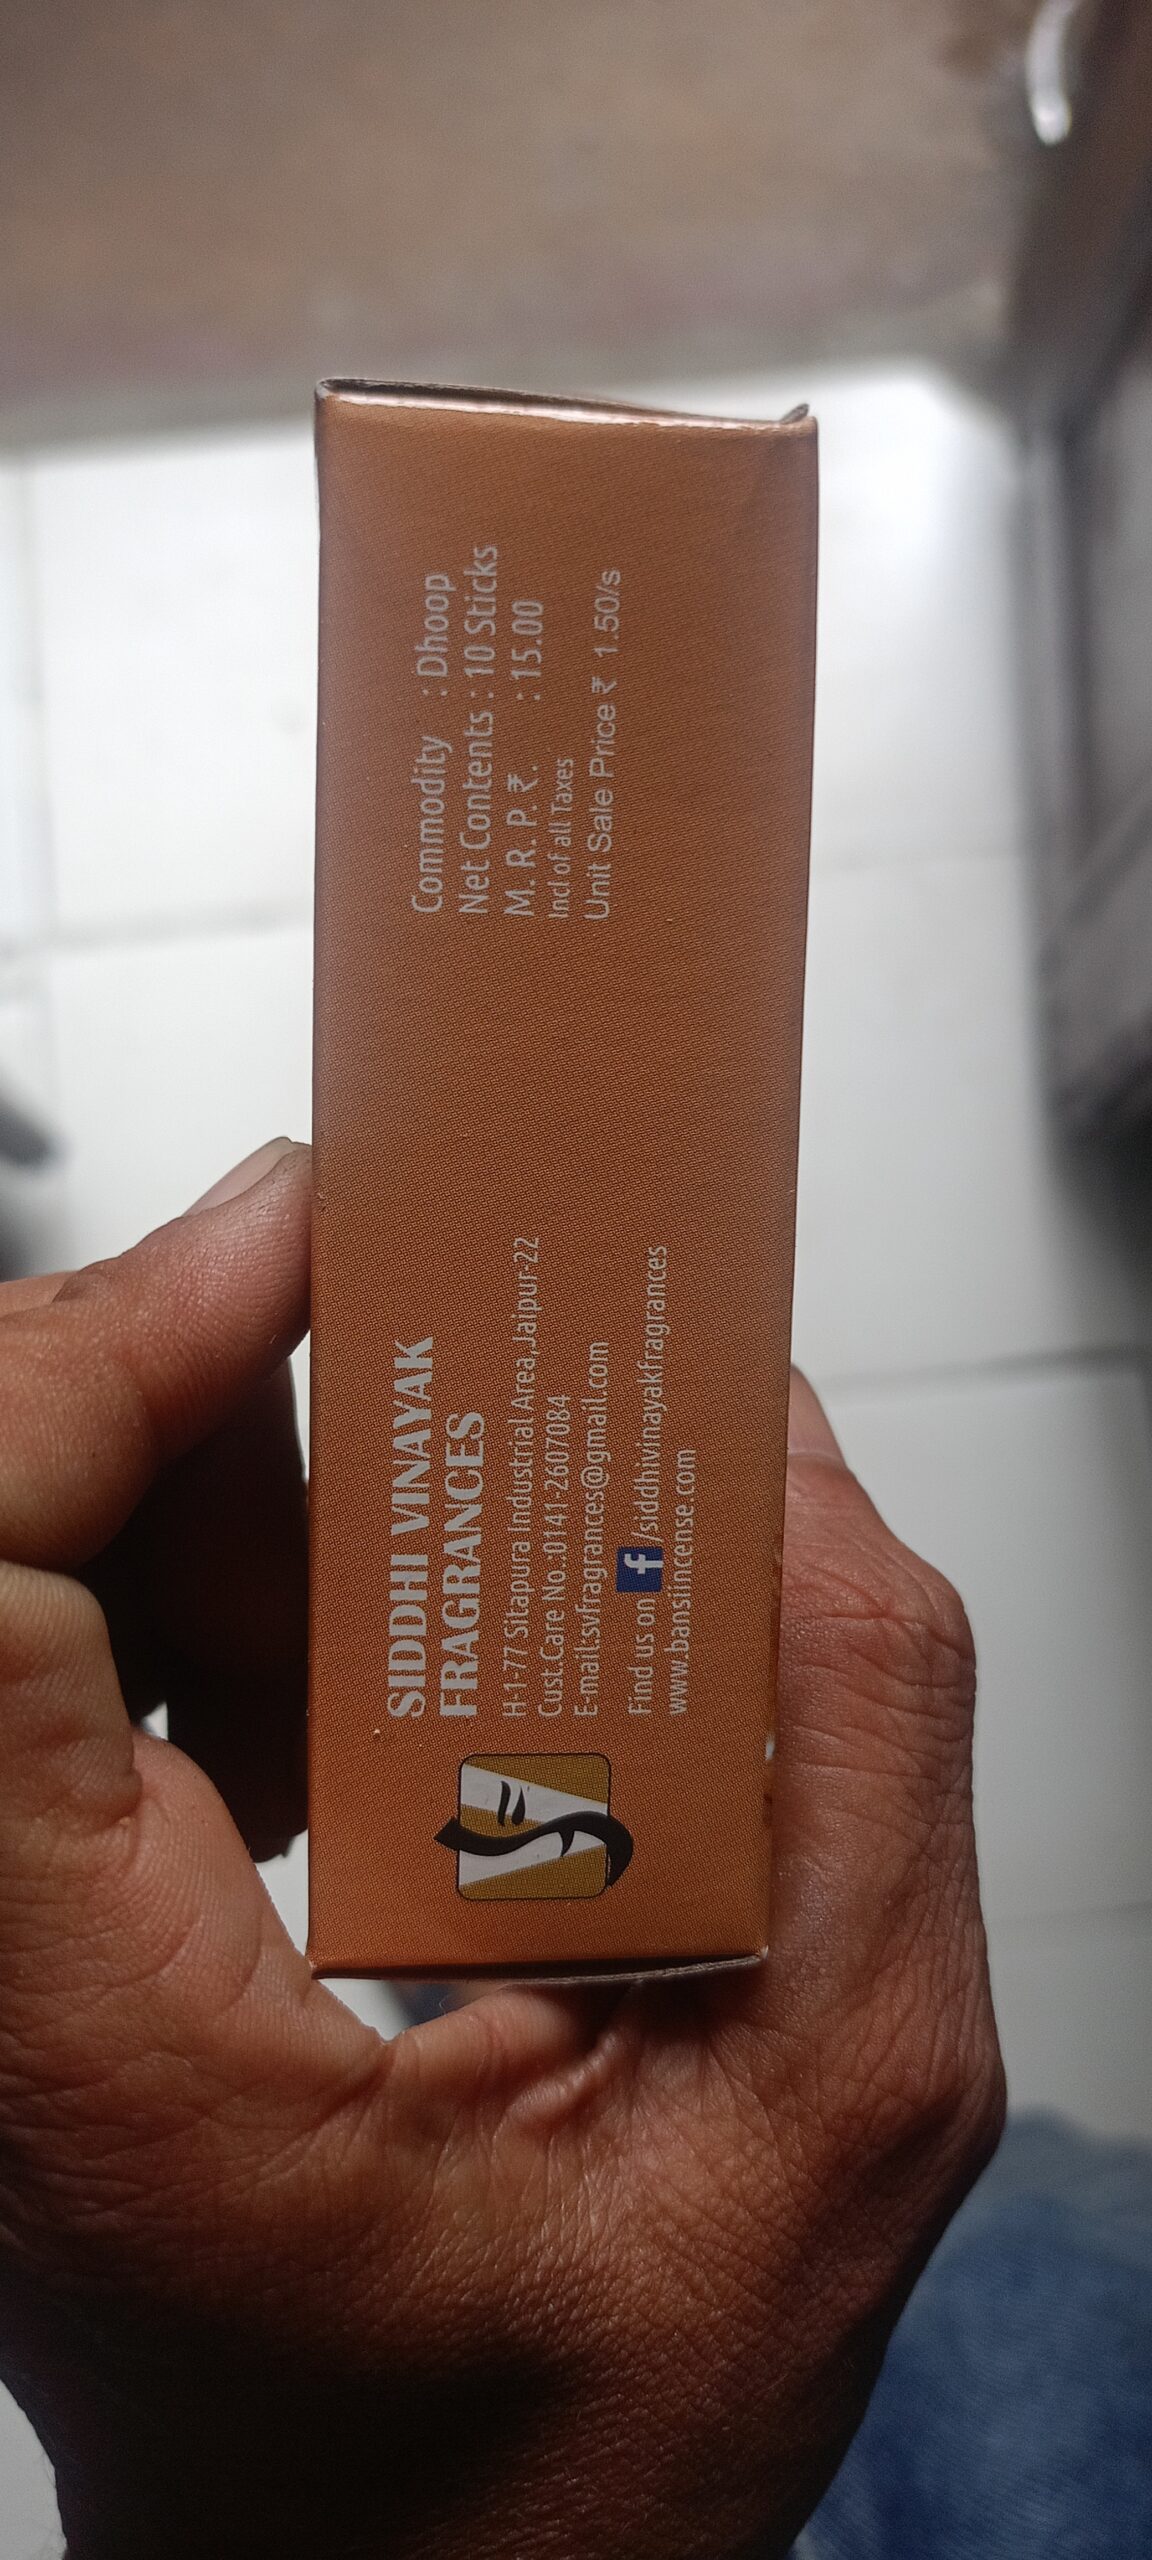 SIDDHI VINAYAK
FRAGRANCES
H-1-77 Sitapura Industrial Area,Jaipur-22
Cust.Care No.:0141-2607084
E-mail:svfragrances@gmail.com
Find us on f/siddhivinayakfragrances
www.bansiincense.com
Commodity : Dhoop
Net Contents : 10 Sticks
M. R. P. ₹. : 15.00
Incl of all Taxes
Unit Sale Price ₹ 1.50/s